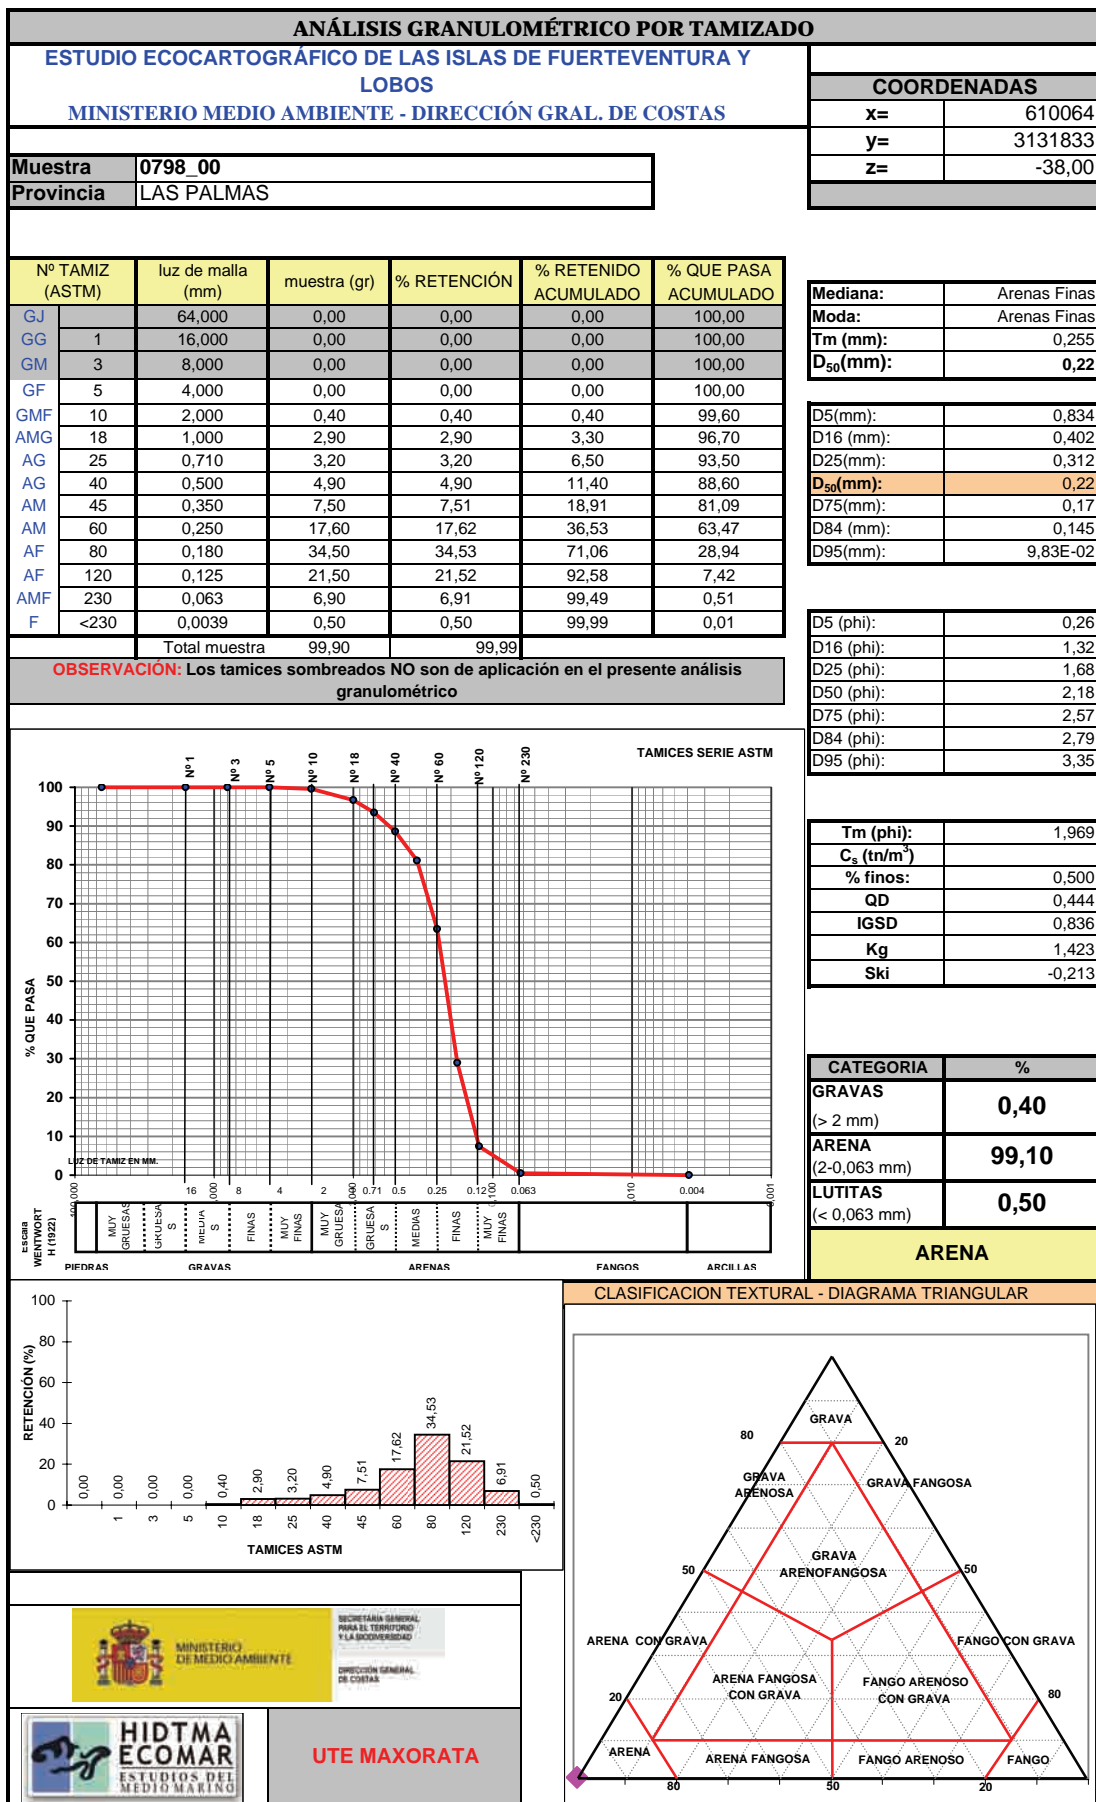 ANÁLISIS GRANULOMÉTRICO POR TAMIZADO
ESTUDIO ECOCARTOGRÁFICO DE LAS ISLAS DE FUERTEVENTURA Y
LOBOS
MINISTERIO MEDIO AMBIENTE - DIRECCIÓN GRAL. DE COSTAS
COORDENADAS
x= 610064
y= 3131833
z= -38,00
Muestra 0798_00
Provincia LAS PALMAS
Nº TAMIZ (ASTM) luz de malla (mm) muestra (gr) % RETENCIÓN % RETENIDO ACUMULADO % QUE PASA ACUMULADO
GJ 64,000 0,00 0,00 0,00 100,00
GG 1 16,000 0,00 0,00 0,00 100,00
GM 3 8,000 0,00 0,00 0,00 100,00
GF 5 4,000 0,00 0,00 0,00 100,00
GMF 10 2,000 0,40 0,40 0,40 99,60
AMG 18 1,000 2,90 2,90 3,30 96,70
AG 25 0,710 3,20 3,20 6,50 93,50
AG 40 0,500 4,90 4,90 11,40 88,60
AM 45 0,350 7,50 7,51 18,91 81,09
AM 60 0,250 17,60 17,62 36,53 63,47
AF 80 0,180 34,50 34,53 71,06 28,94
AF 120 0,125 21,50 21,52 92,58 7,42
AMF 230 0,063 6,90 6,91 99,49 0,51
F <230 0,0039 0,50 0,50 99,99 0,01
Total muestra 99,90 99,99
OBSERVACIÓN: Los tamices sombreados NO son de aplicación en el presente análisis
granulométrico
Mediana: Arenas Finas
Moda: Arenas Finas
Tm (mm): 0,255
D50(mm): 0,22
D5(mm): 0,834
D16 (mm): 0,402
D25(mm): 0,312
D50(mm): 0,22
D75(mm): 0,17
D84 (mm): 0,145
D95(mm): 9,83E-02
D5 (phi): 0,26
D16 (phi): 1,32
D25 (phi): 1,68
D50 (phi): 2,18
D75 (phi): 2,57
D84 (phi): 2,79
D95 (phi): 3,35
Tm (phi): 1,969
Cs (tn/m³)
% finos: 0,500
QD 0,444
IGSD 0,836
Kg 1,423
Ski -0,213
CATEGORIA %
GRAVAS (> 2 mm) 0,40
ARENA (2-0,063 mm) 99,10
LUTITAS (< 0,063 mm) 0,50
ARENA
TAMICES SERIE ASTM
Nº 1 Nº 3 Nº 5 Nº 10 Nº 18 Nº 40 Nº 60 Nº 120 Nº 230
% QUE PASA
100
90
80
70
60
50
40
30
20
10
0
LUZ DE TAMIZ EN MM.
16 8 4 2 0.71 0.5 0.25 0.12 0.063 0.004
0,100 0,010 0,001
Escala
WENTWORT
H (1922)
MUY GRUESAS GRUESA S MEDIA S FINAS MUY FINAS MUY GRUESA GRUESA S MEDIAS FINAS MUY FINAS
PIEDRAS GRAVAS ARENAS FANGOS ARCILLAS
RETENCIÓN (%)
100
80
60
40
20
0
0,00 0,00 0,00 0,00 0,40 2,90 3,20 4,90 7,51 17,62 34,53 21,52 6,91 0,50
1 3 5 10 18 25 40 45 60 80 120 230 <230
TAMICES ASTM
CLASIFICACION TEXTURAL - DIAGRAMA TRIANGULAR
GRAVA
80 20
GRAVA
ARENOSA
GRAVA FANGOSA
GRAVA
ARENOFANGOSA
50 50
ARENA CON GRAVA
FANGO CON GRAVA
ARENA FANGOSA
CON GRAVA
FANGO ARENOSO
CON GRAVA
20 80
ARENA ARENA FANGOSA FANGO ARENOSO FANGO
80 50 20
MINISTERIO
DE MEDIO AMBIENTE
SECRETARÍA GENERAL
PARA EL TERRITORIO
Y LA BIODIVERSIDAD
DIRECCIÓN GENERAL
DE COSTAS
HIDTMA
ECOMAR
ESTUDIOS DEL
MEDIO MARINO
UTE MAXORATA